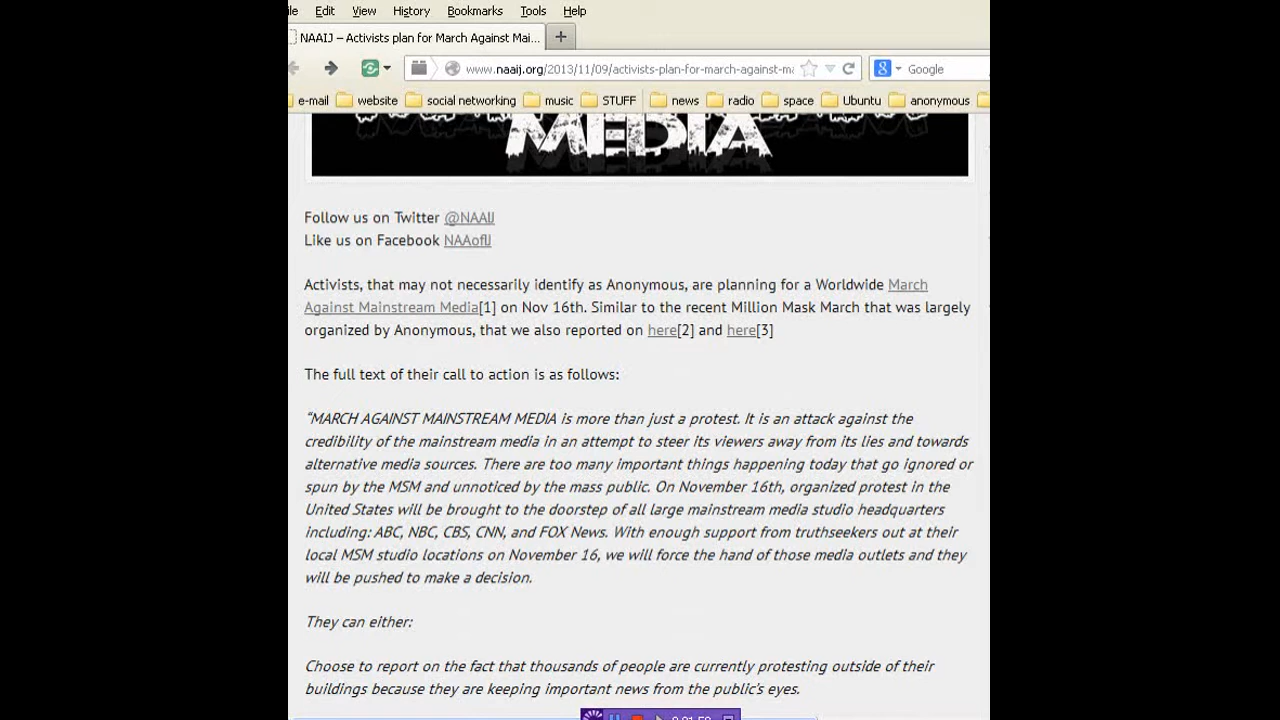 Edit View History Bookmarks Tools Help
NAAIJ – Activists plan for March Against Mai...
www.naaij.org/2013/11/09/activists-plan-for-march-against-m Google
e-mail website social networking music STUFF news radio space Ubuntu anonymous
MEDIA
Follow us on Twitter @NAAIJ
Like us on Facebook NAAofIJ
Activists, that may not necessarily identify as Anonymous, are planning for a Worldwide March
Against Mainstream Media[1] on Nov 16th. Similar to the recent Million Mask March that was largely
organized by Anonymous, that we also reported on here[2] and here[3]
The full text of their call to action is as follows:
“MARCH AGAINST MAINSTREAM MEDIA is more than just a protest. It is an attack against the
credibility of the mainstream media in an attempt to steer its viewers away from its lies and towards
alternative media sources. There are too many important things happening today that go ignored or
spun by the MSM and unnoticed by the mass public. On November 16th, organized protest in the
United States will be brought to the doorstep of all large mainstream media studio headquarters
including: ABC, NBC, CBS, CNN, and FOX News. With enough support from truthseekers out at their
local MSM studio locations on November 16, we will force the hand of those media outlets and they
will be pushed to make a decision.
They can either:
Choose to report on the fact that thousands of people are currently protesting outside of their
buildings because they are keeping important news from the public’s eyes.